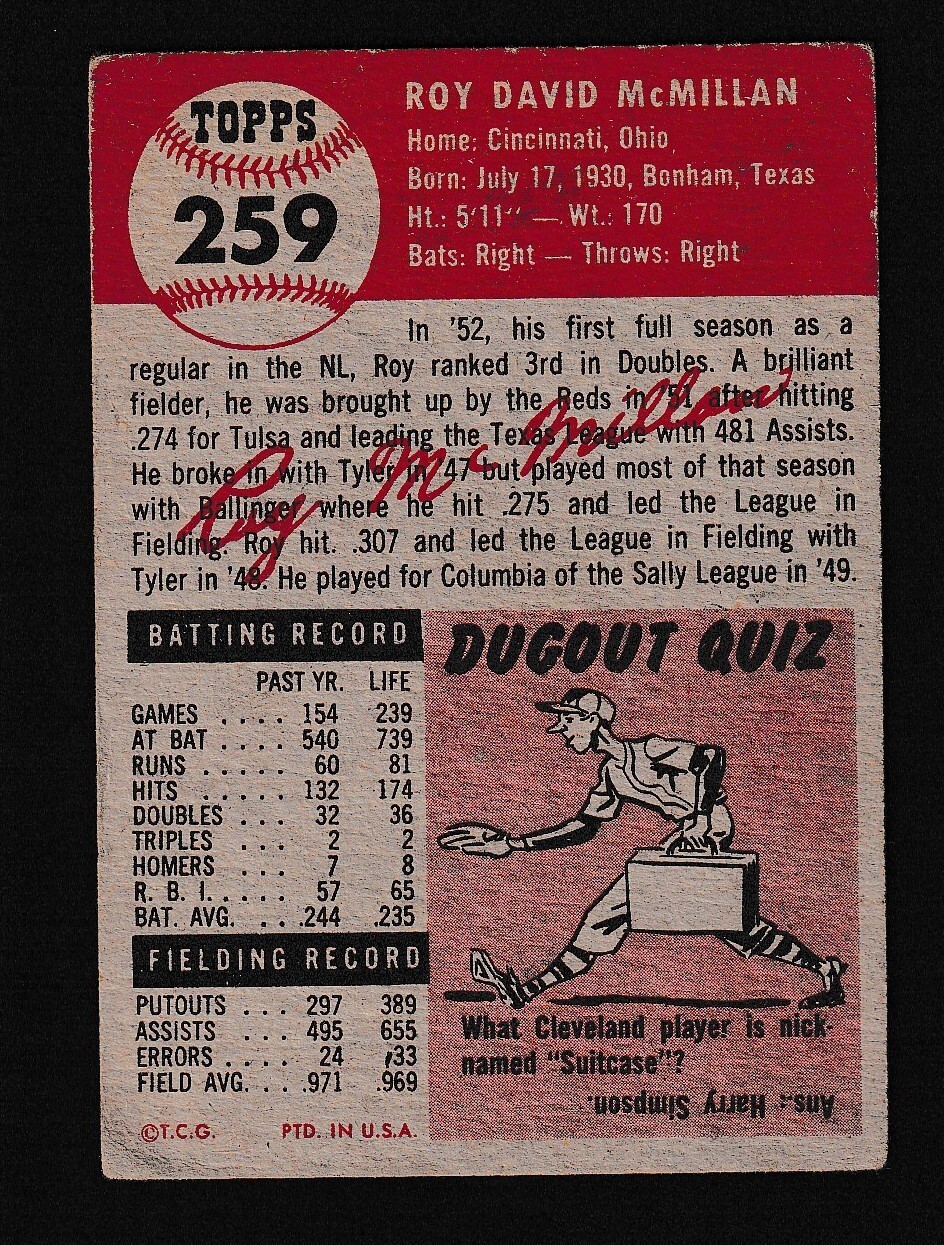 TOPPS
259
ROY DAVID McMILLAN
Home: Cincinnati, Ohio
Born: July 17, 1930, Bonham, Texas
Ht.: 5'11" — Wt.: 170
Bats: Right — Throws: Right
In '52, his first full season as a
regular in the NL, Roy ranked 3rd in Doubles. A brilliant
fielder, he was brought up by the Reds in '51 after hitting
.274 for Tulsa and leading the Texas League with 481 Assists.
He broke in with Tyler in '47 but played most of that season
with Ballinger where he hit .275 and led the League in
Fielding. Roy hit. .307 and led the League in Fielding with
Tyler in '48. He played for Columbia of the Sally League in '49.
Roy McMillan
BATTING RECORD
PAST YR. LIFE
GAMES .... 154 239
AT BAT .... 540 739
RUNS ..... 60 81
HITS ..... 132 174
DOUBLES .. 32 36
TRIPLES ... 2 2
HOMERS ... 7 8
R. B. I. .... 57 65
BAT. AVG. .. .244 .235
FIELDING RECORD
PUTOUTS ... 297 389
ASSISTS .... 495 655
ERRORS .... 24 33
FIELD AVG. .. .971 .969
©T.C.G. PTD. IN U.S.A.
DUGOUT QUIZ
What Cleveland player is nick-
named "Suitcase"?
Ans.: Harry Simpson.